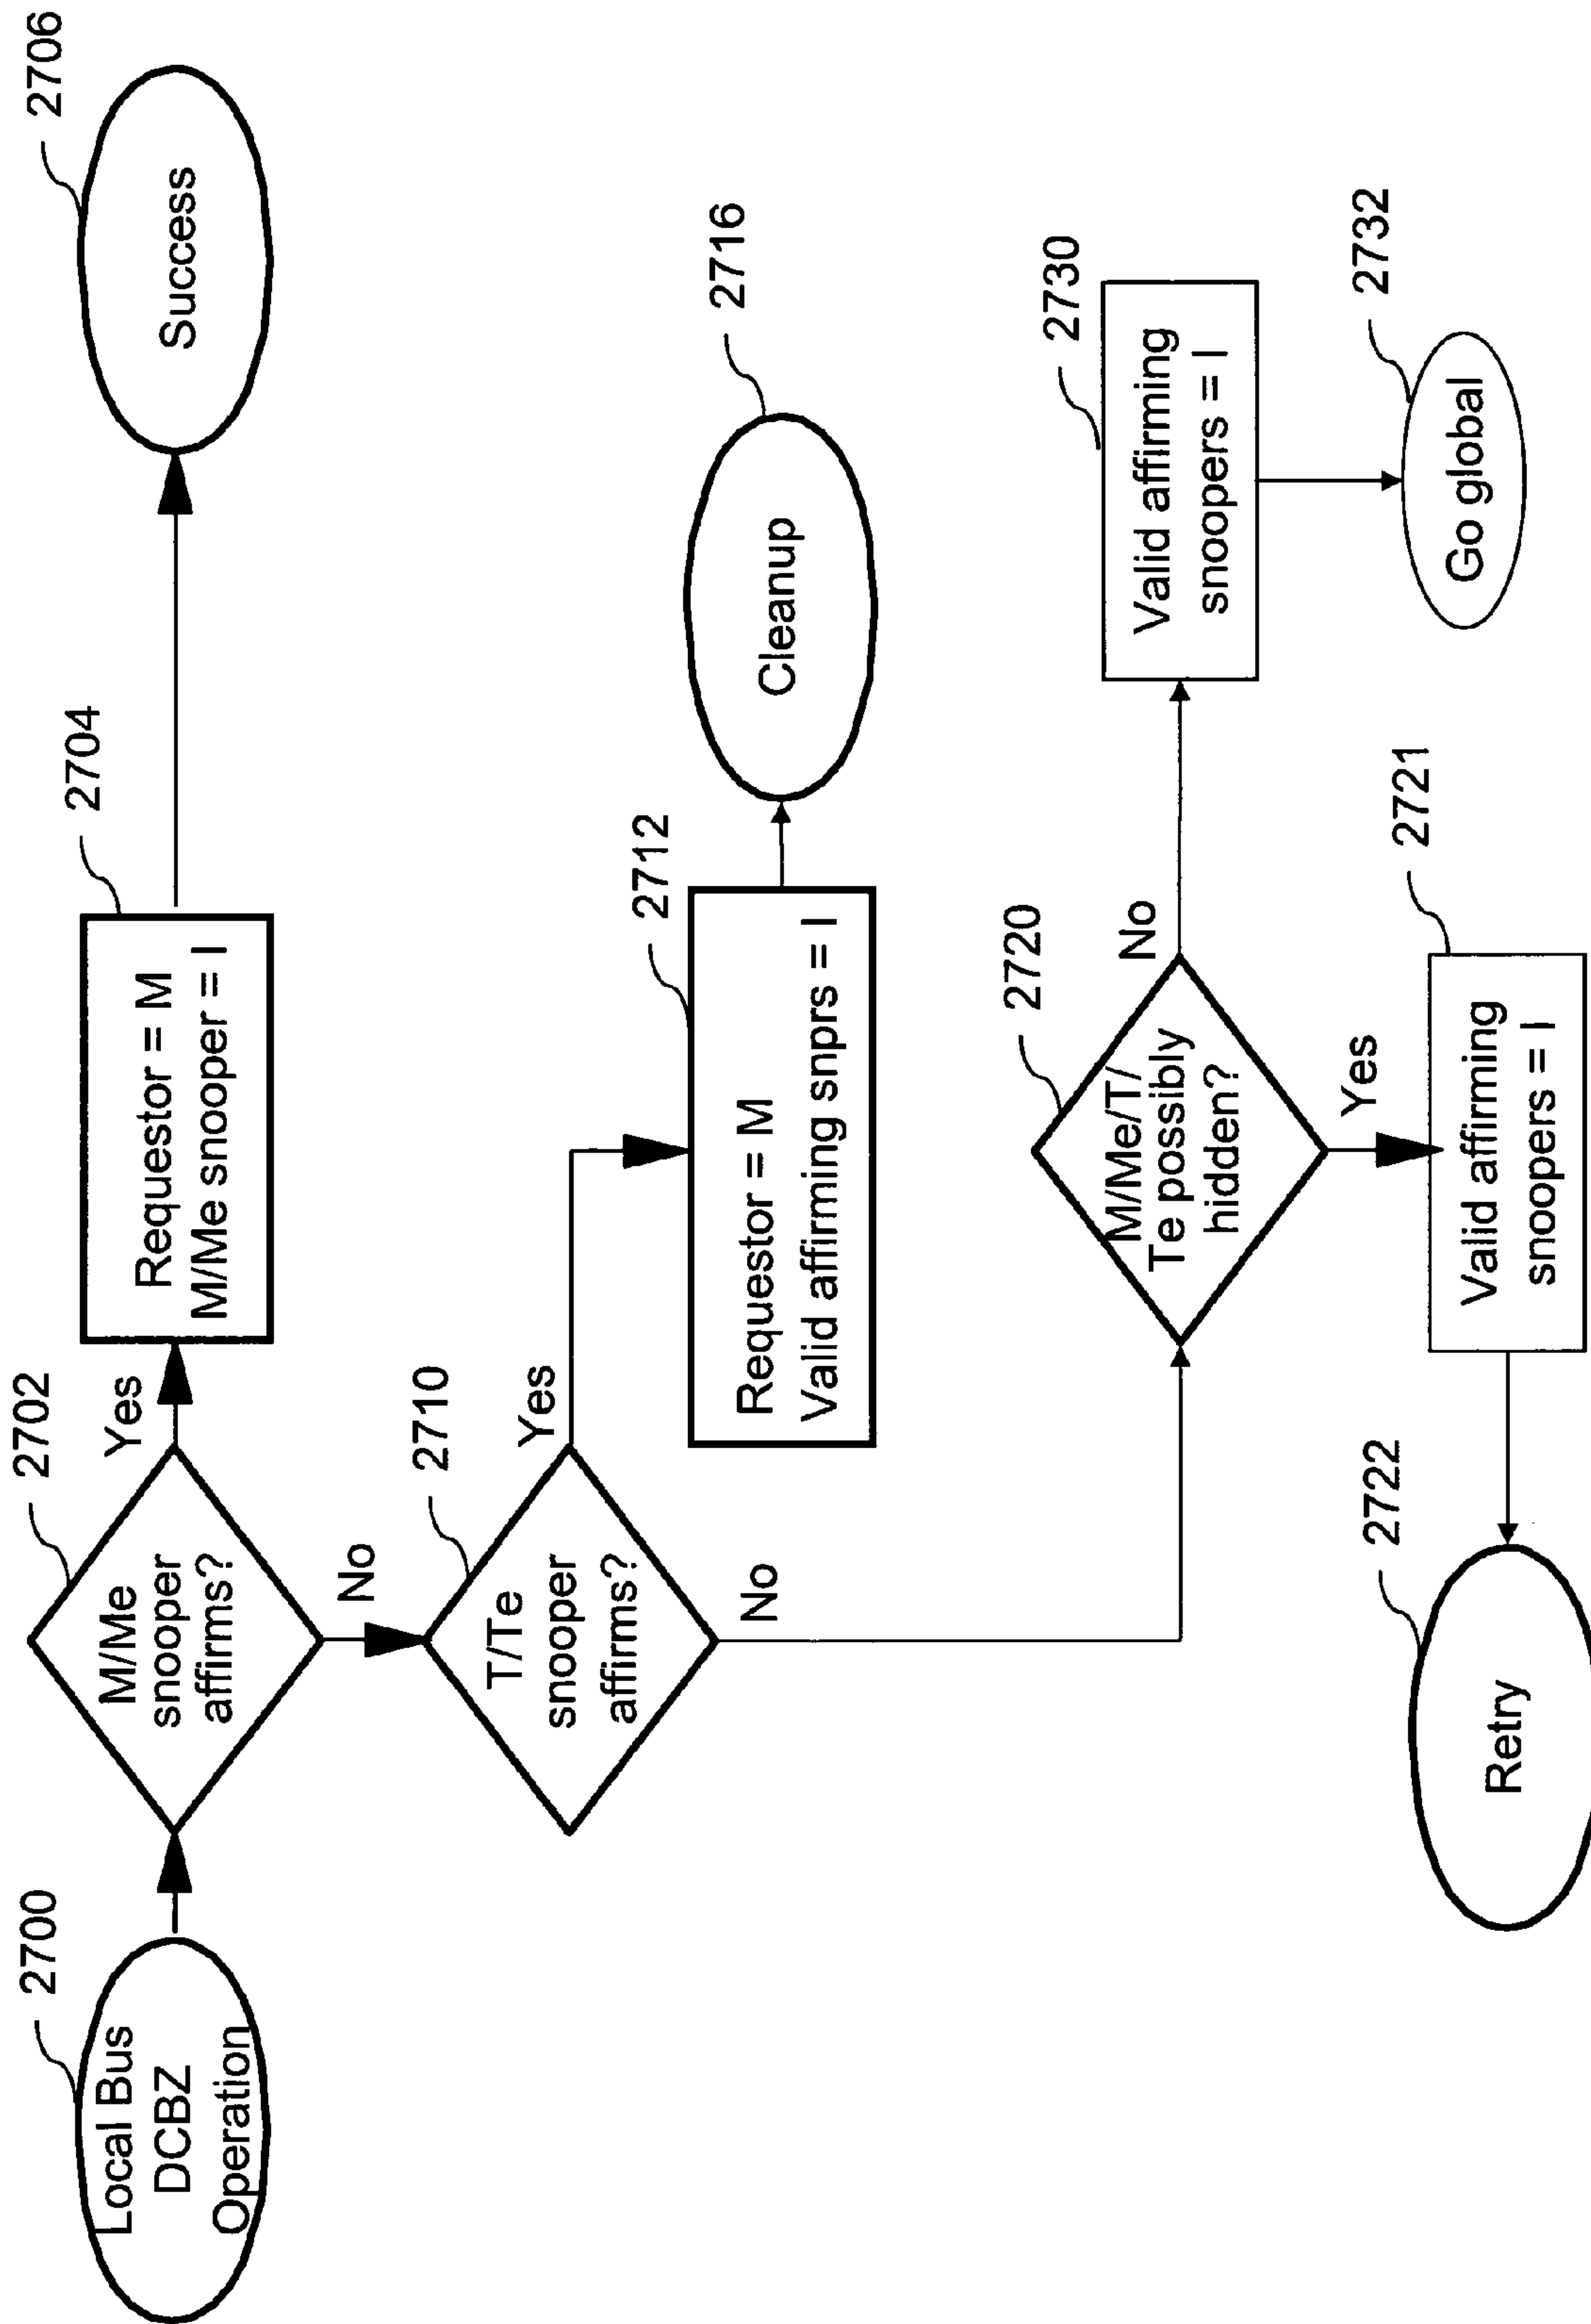 2700
Local Bus
DCBZ
Operation
2702
M/Me
snooper
affirms?
Yes
No
2704
Requestor = M
M/Me snooper = I
2706
Success
2710
T/Te
snooper
affirms?
Yes
No
2712
Requestor = M
Valid affirming snprs = I
2716
Cleanup
2720
M/Me/T/
Te possibly
hidden?
No
Yes
2730
Valid affirming
snoopers = I
2732
Go global
2721
Valid affirming
snoopers = I
2722
Retry